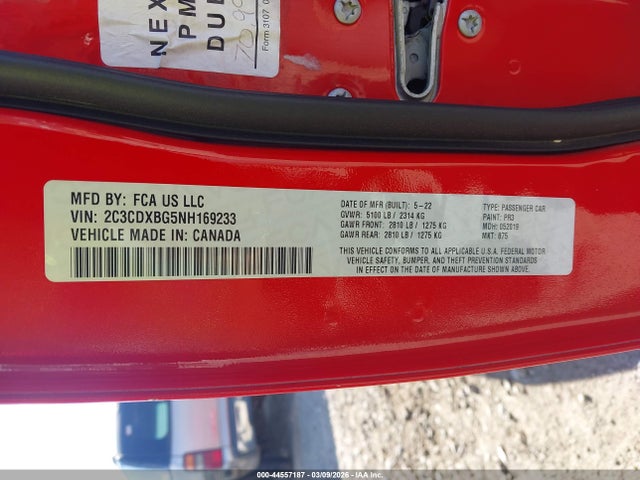 NEX
PM
DUE
Form 3107
MFD BY: FCA US LLC
VIN: 2C3CDXBG5NH169233
VEHICLE MADE IN: CANADA
DATE OF MFR (BUILT): 5-22
GVWR: 5100 LB / 2314 KG
GAWR FRONT: 2810 LB / 1275 KG
GAWR REAR: 2810 LB / 1275 KG
TYPE: PASSENGER CAR
PAINT: PR3
MDH: 052019
MKT: 875
THIS VEHICLE CONFORMS TO ALL APPLICABLE U.S.A. FEDERAL MOTOR
VEHICLE SAFETY, BUMPER, AND THEFT PREVENTION STANDARDS
IN EFFECT ON THE DATE OF MANUFACTURE SHOWN ABOVE.
000-44557187 - 03/09/2026 - IAA Inc.